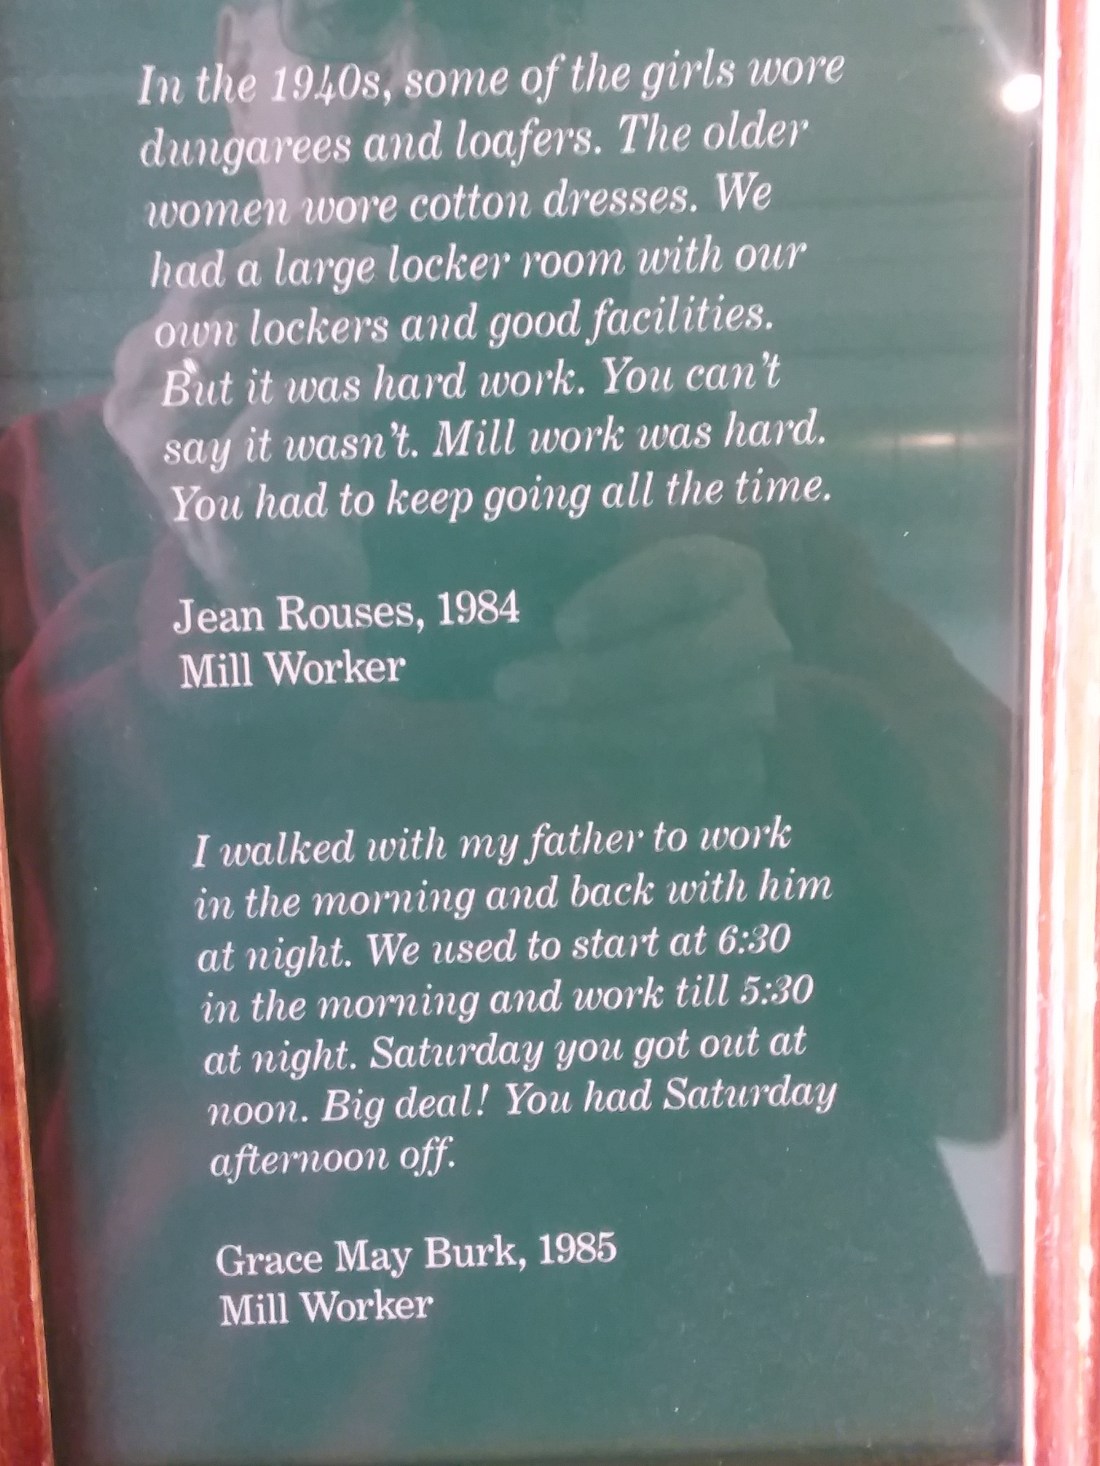 In the 1940s, some of the girls wore
dungarees and loafers. The older
women wore cotton dresses. We
had a large locker room with our
own lockers and good facilities.
But it was hard work. You can't
say it wasn't. Mill work was hard.
You had to keep going all the time.
Jean Rouses, 1984
Mill Worker
I walked with my father to work
in the morning and back with him
at night. We used to start at 6:30
in the morning and work till 5:30
at night. Saturday you got out at
noon. Big deal! You had Saturday
afternoon off.
Grace May Burk, 1985
Mill Worker